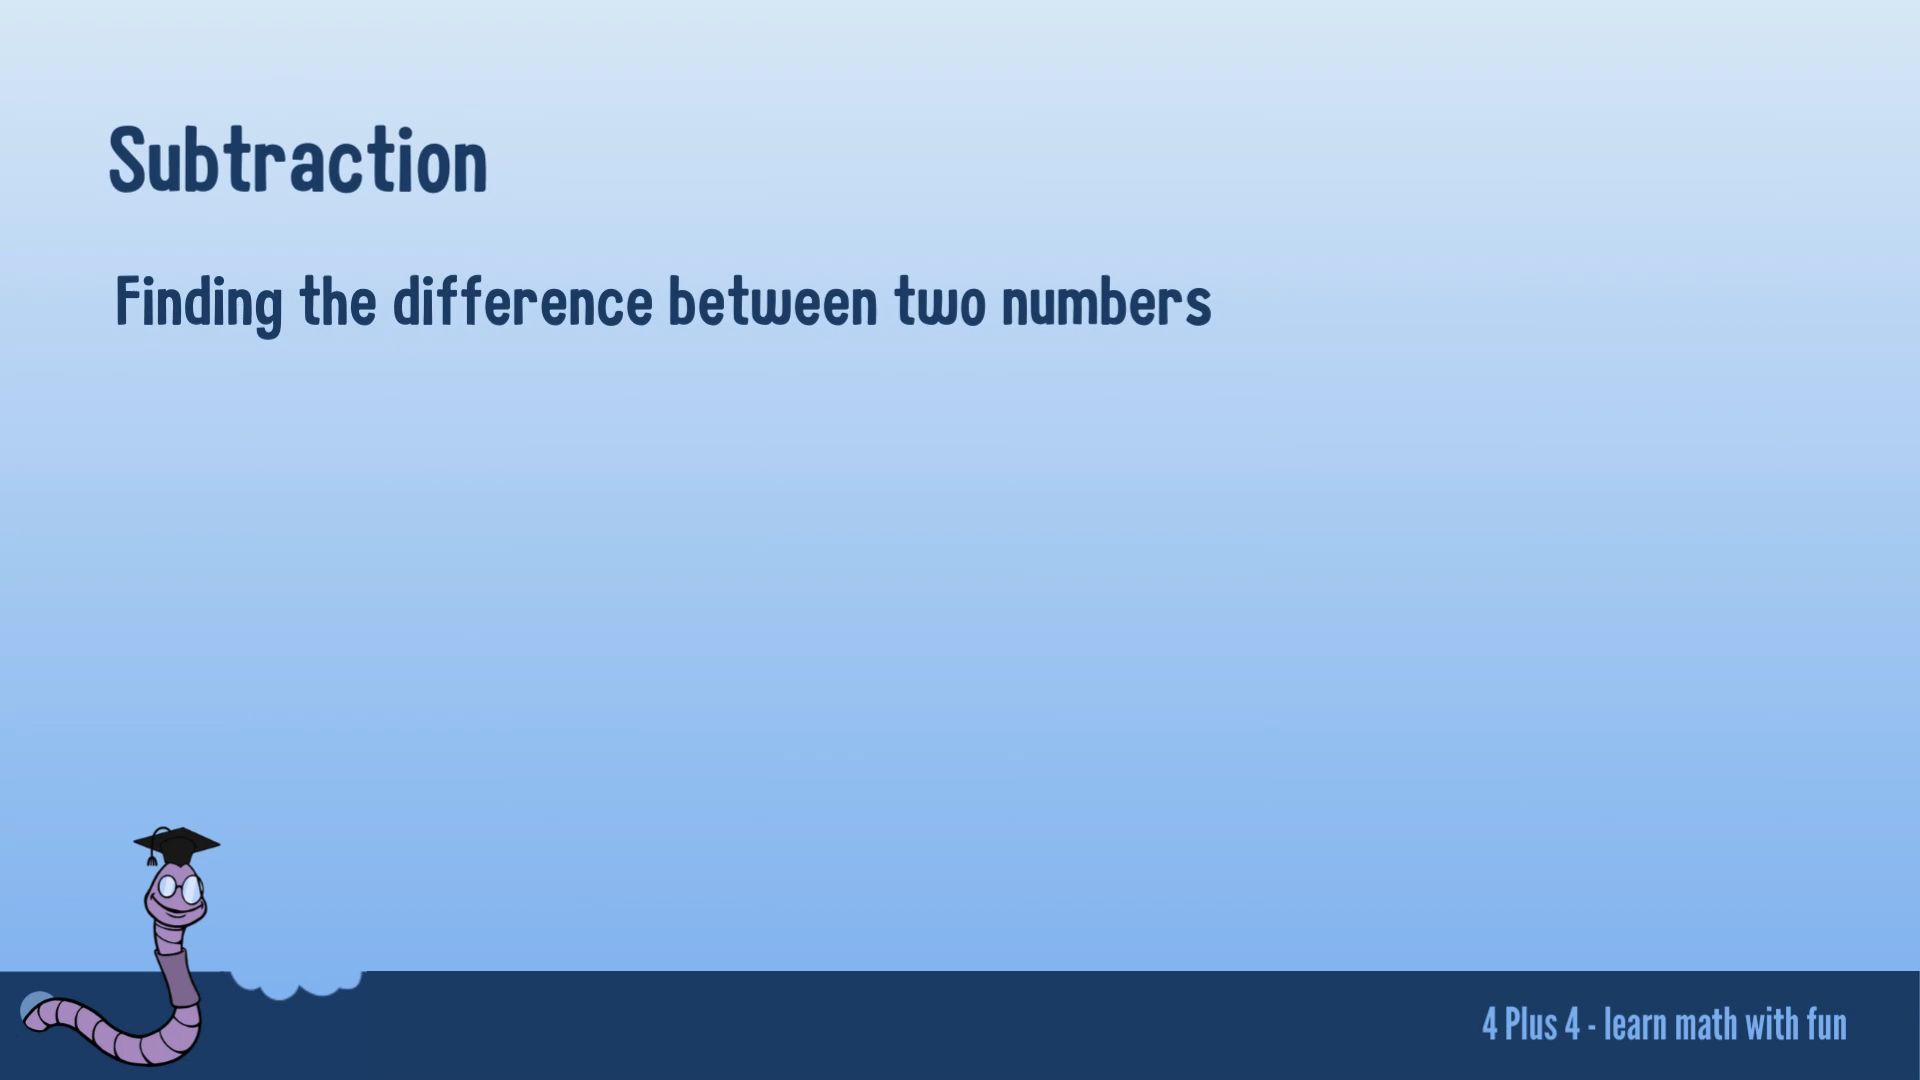 Subtraction
Finding the difference between two numbers
4 Plus 4 - learn math with fun